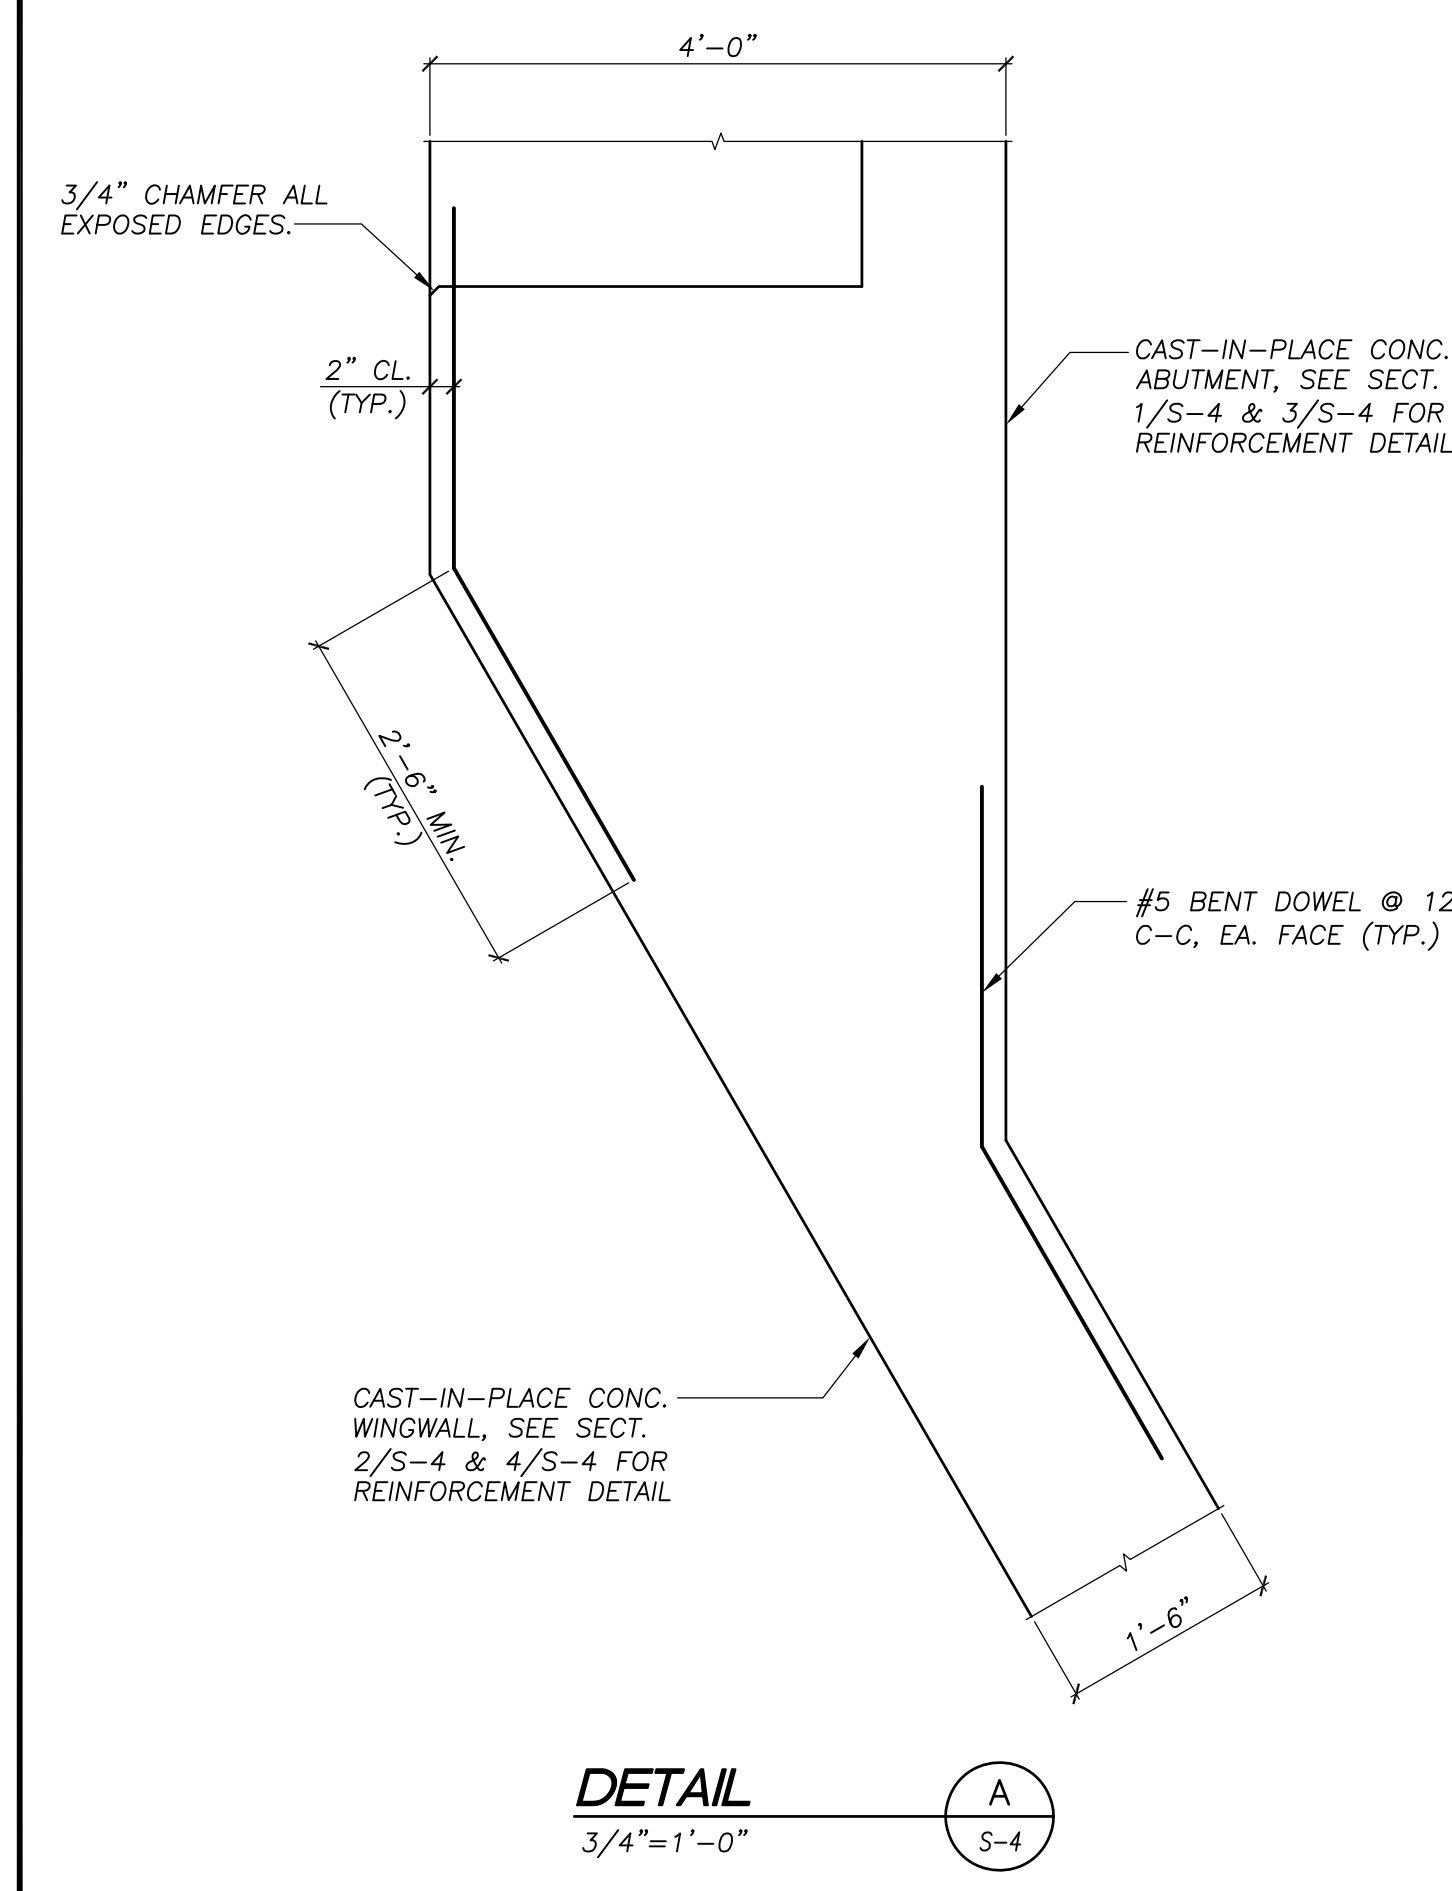 4'-0"
3/4" CHAMFER ALL
EXPOSED EDGES.
2" CL.
(TYP.)
CAST-IN-PLACE CONC.
ABUTMENT, SEE SECT.
1/S-4 & 3/S-4 FOR
REINFORCEMENT DETAIL
2'-6" MIN.
(TYP.)
#5 BENT DOWEL @ 12
C-C, EA. FACE (TYP.)
CAST-IN-PLACE CONC.
WINGWALL, SEE SECT.
2/S-4 & 4/S-4 FOR
REINFORCEMENT DETAIL
1'-6"
DETAIL
3/4"=1'-0"
A
S-4